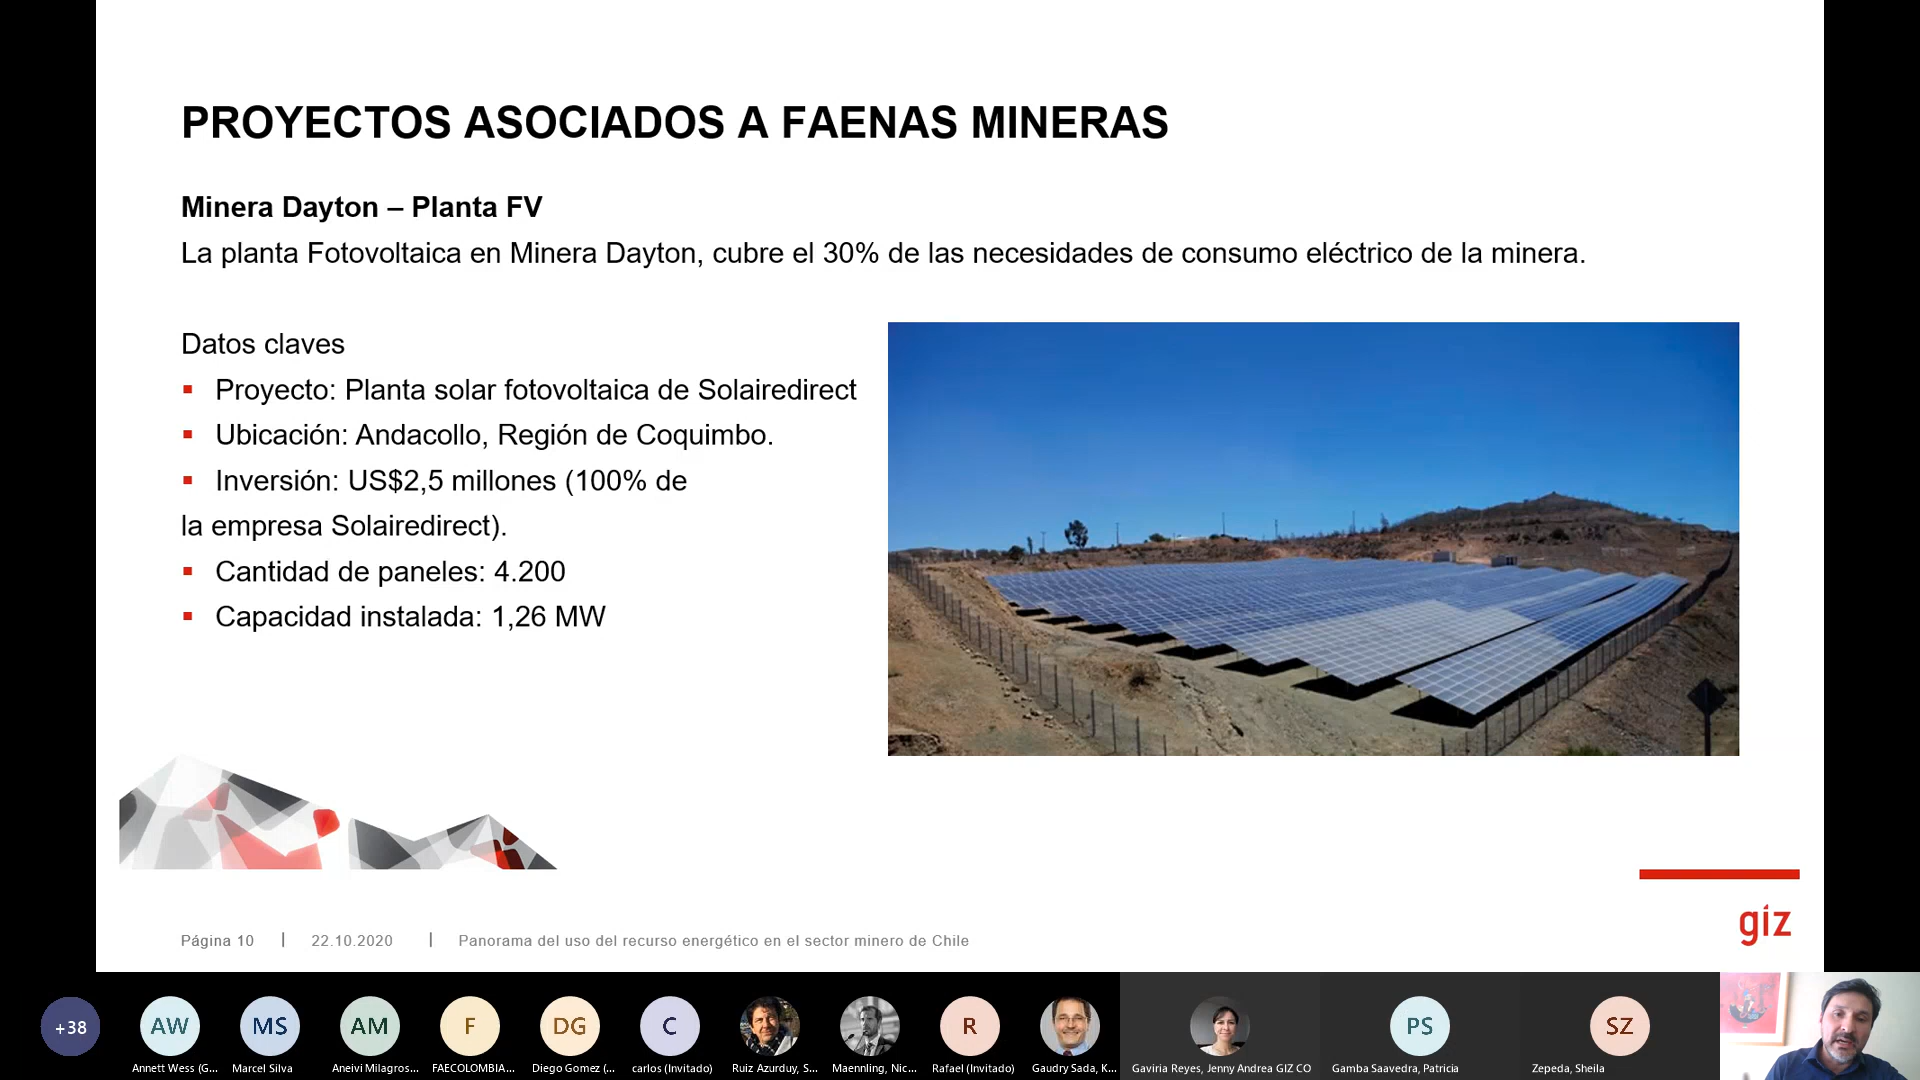 PROYECTOS ASOCIADOS A FAENAS MINERAS
Minera Dayton – Planta FV
La planta Fotovoltaica en Minera Dayton, cubre el 30% de las necesidades de consumo eléctrico de la minera.
Datos claves
▪ Proyecto: Planta solar fotovoltaica de Solairedirect
▪ Ubicación: Andacollo, Región de Coquimbo.
▪ Inversión: US$2,5 millones (100% de
la empresa Solairedirect).
▪ Cantidad de paneles: 4.200
▪ Capacidad instalada: 1,26 MW
giz
Página 10 | 22.10.2020 | Panorama del uso del recurso energético en el sector minero de Chile
+38 AW MS AM F DG C R PS SZ
Annett Wess (G... Marcel Silva Aneivi Milagros... FAECOLOMBIA... Diego Gomez (... carlos (Invitado) Ruiz Azurduy, S... Maennling, Nic... Rafael (Invitado) Gaudry Sada, K... Gaviria Reyes, Jenny Andrea GIZ CO Gamba Saavedra, Patricia Zepeda, Sheila